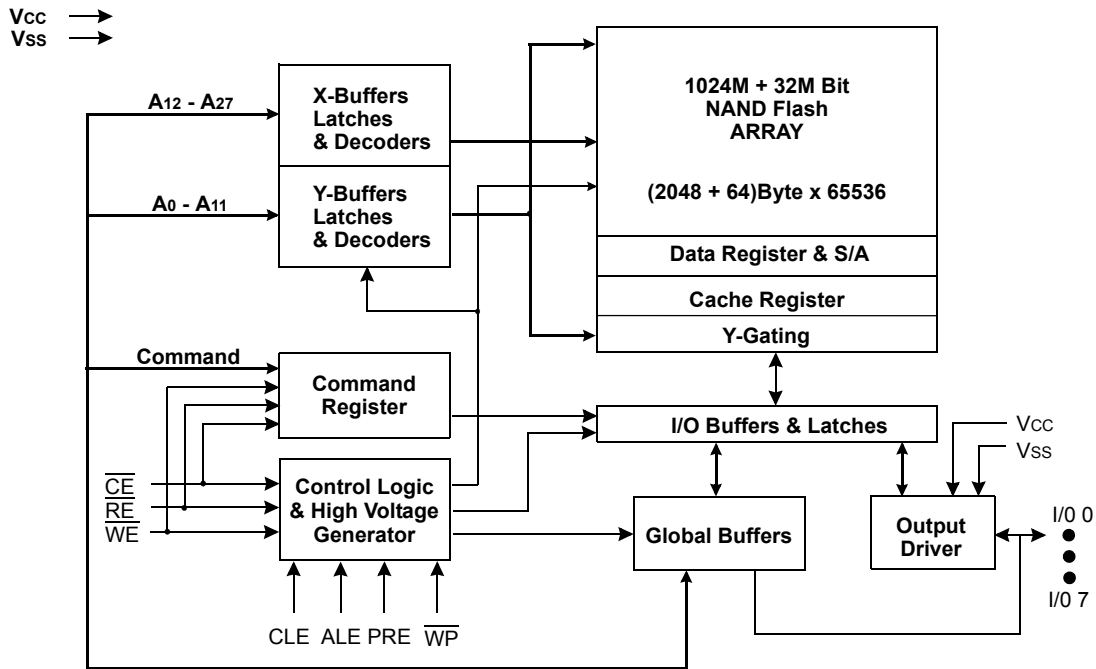 VCC
VSS
A12 - A27
X-Buffers
Latches
& Decoders
1024M + 32M Bit
NAND Flash
ARRAY
(2048 + 64)Byte x 65536
A0 - A11
Y-Buffers
Latches
& Decoders
Data Register & S/A
Cache Register
Y-Gating
Command
Command
Register
I/O Buffers & Latches
VCC
VSS
CE
RE
WE
Control Logic
& High Voltage
Generator
Global Buffers
Output
Driver
I/0 0
I/0 7
CLE ALE PRE WP